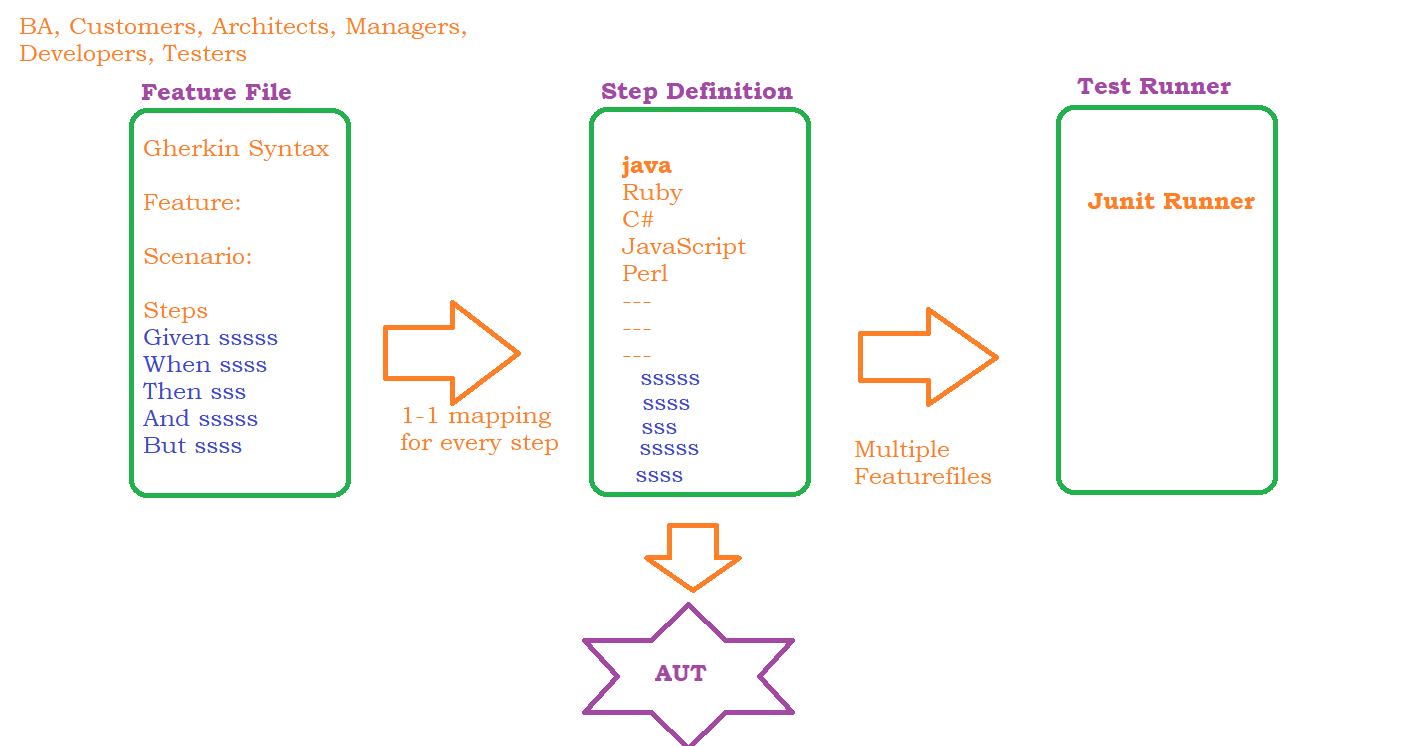 BA, Customers, Architects, Managers,
Developers, Testers
Feature File
Gherkin Syntax
Feature:
Scenario:
Steps
Given sssss
When ssss
Then sss
And sssss
But ssss
1-1 mapping
for every step
Step Definition
java
Ruby
C#
JavaScript
Perl
---
---
---
sssss
ssss
sss
sssss
ssss
Multiple
Featurefiles
Test Runner
Junit Runner
AUT